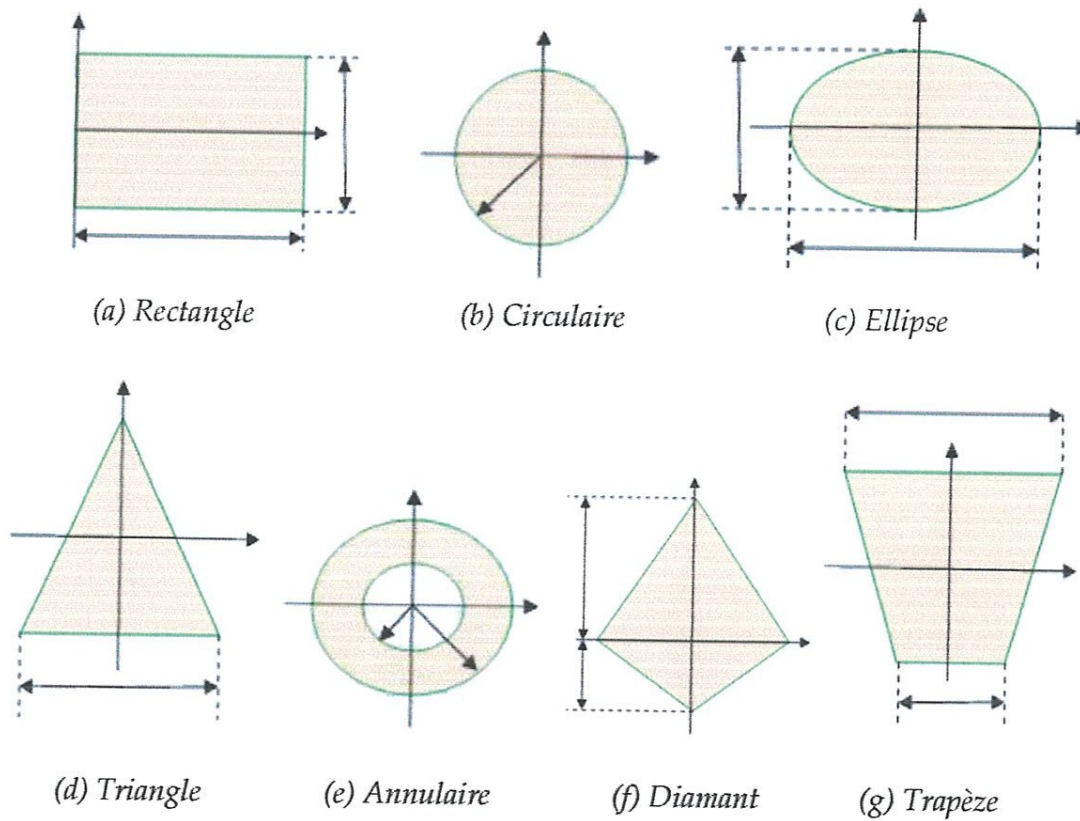 (a) Rectangle
(b) Circulaire
(c) Ellipse
(d) Triangle
(e) Annulaire
(f) Diamant
(g) Trapèze